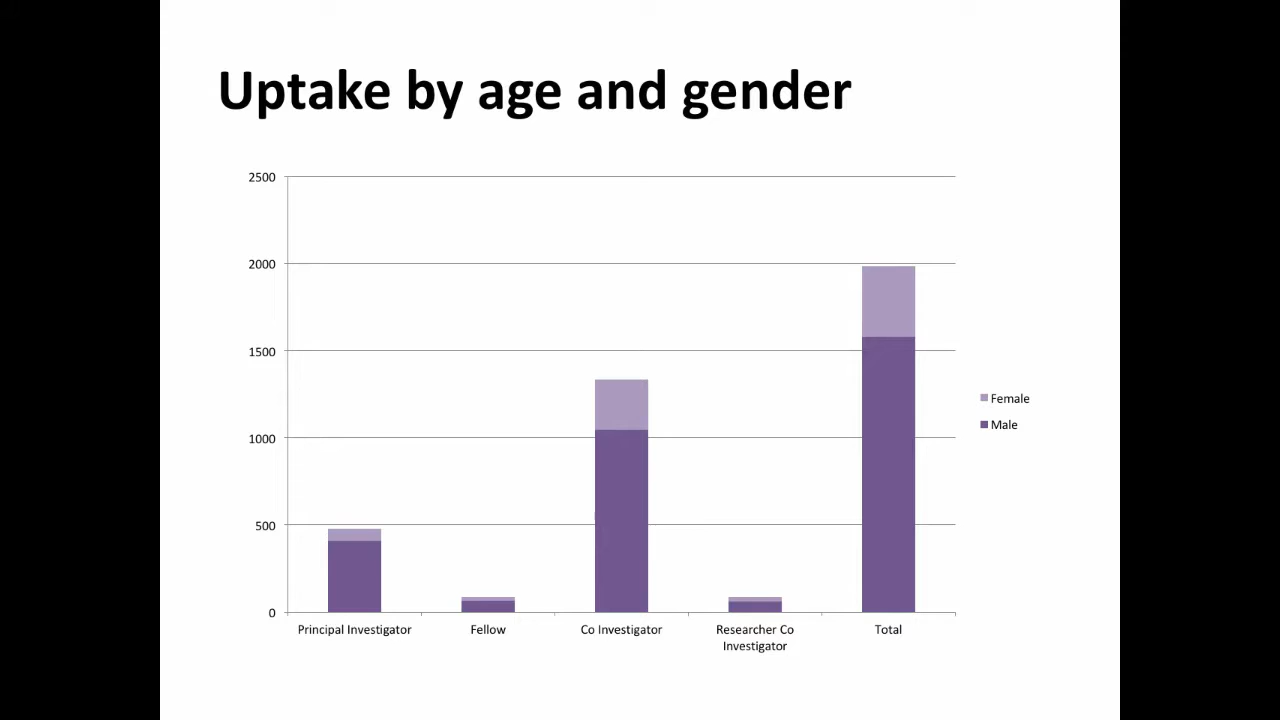 Uptake by age and gender
2500
2000
1500
1000
500
0
Female
Male
Principal Investigator
Fellow
Co Investigator
Researcher Co
Investigator
Total